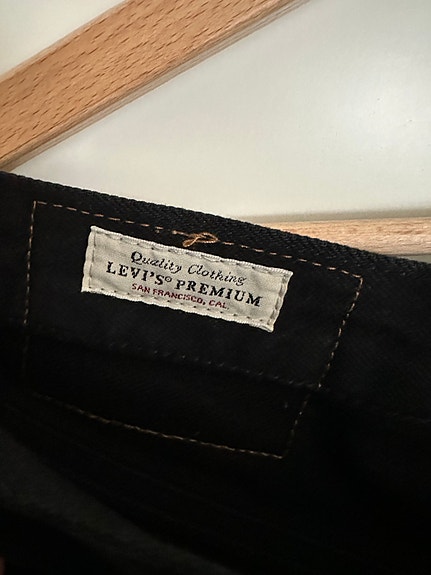 Quality Clothing
LEVI'S® PREMIUM
SAN FRANCISCO, CAL.